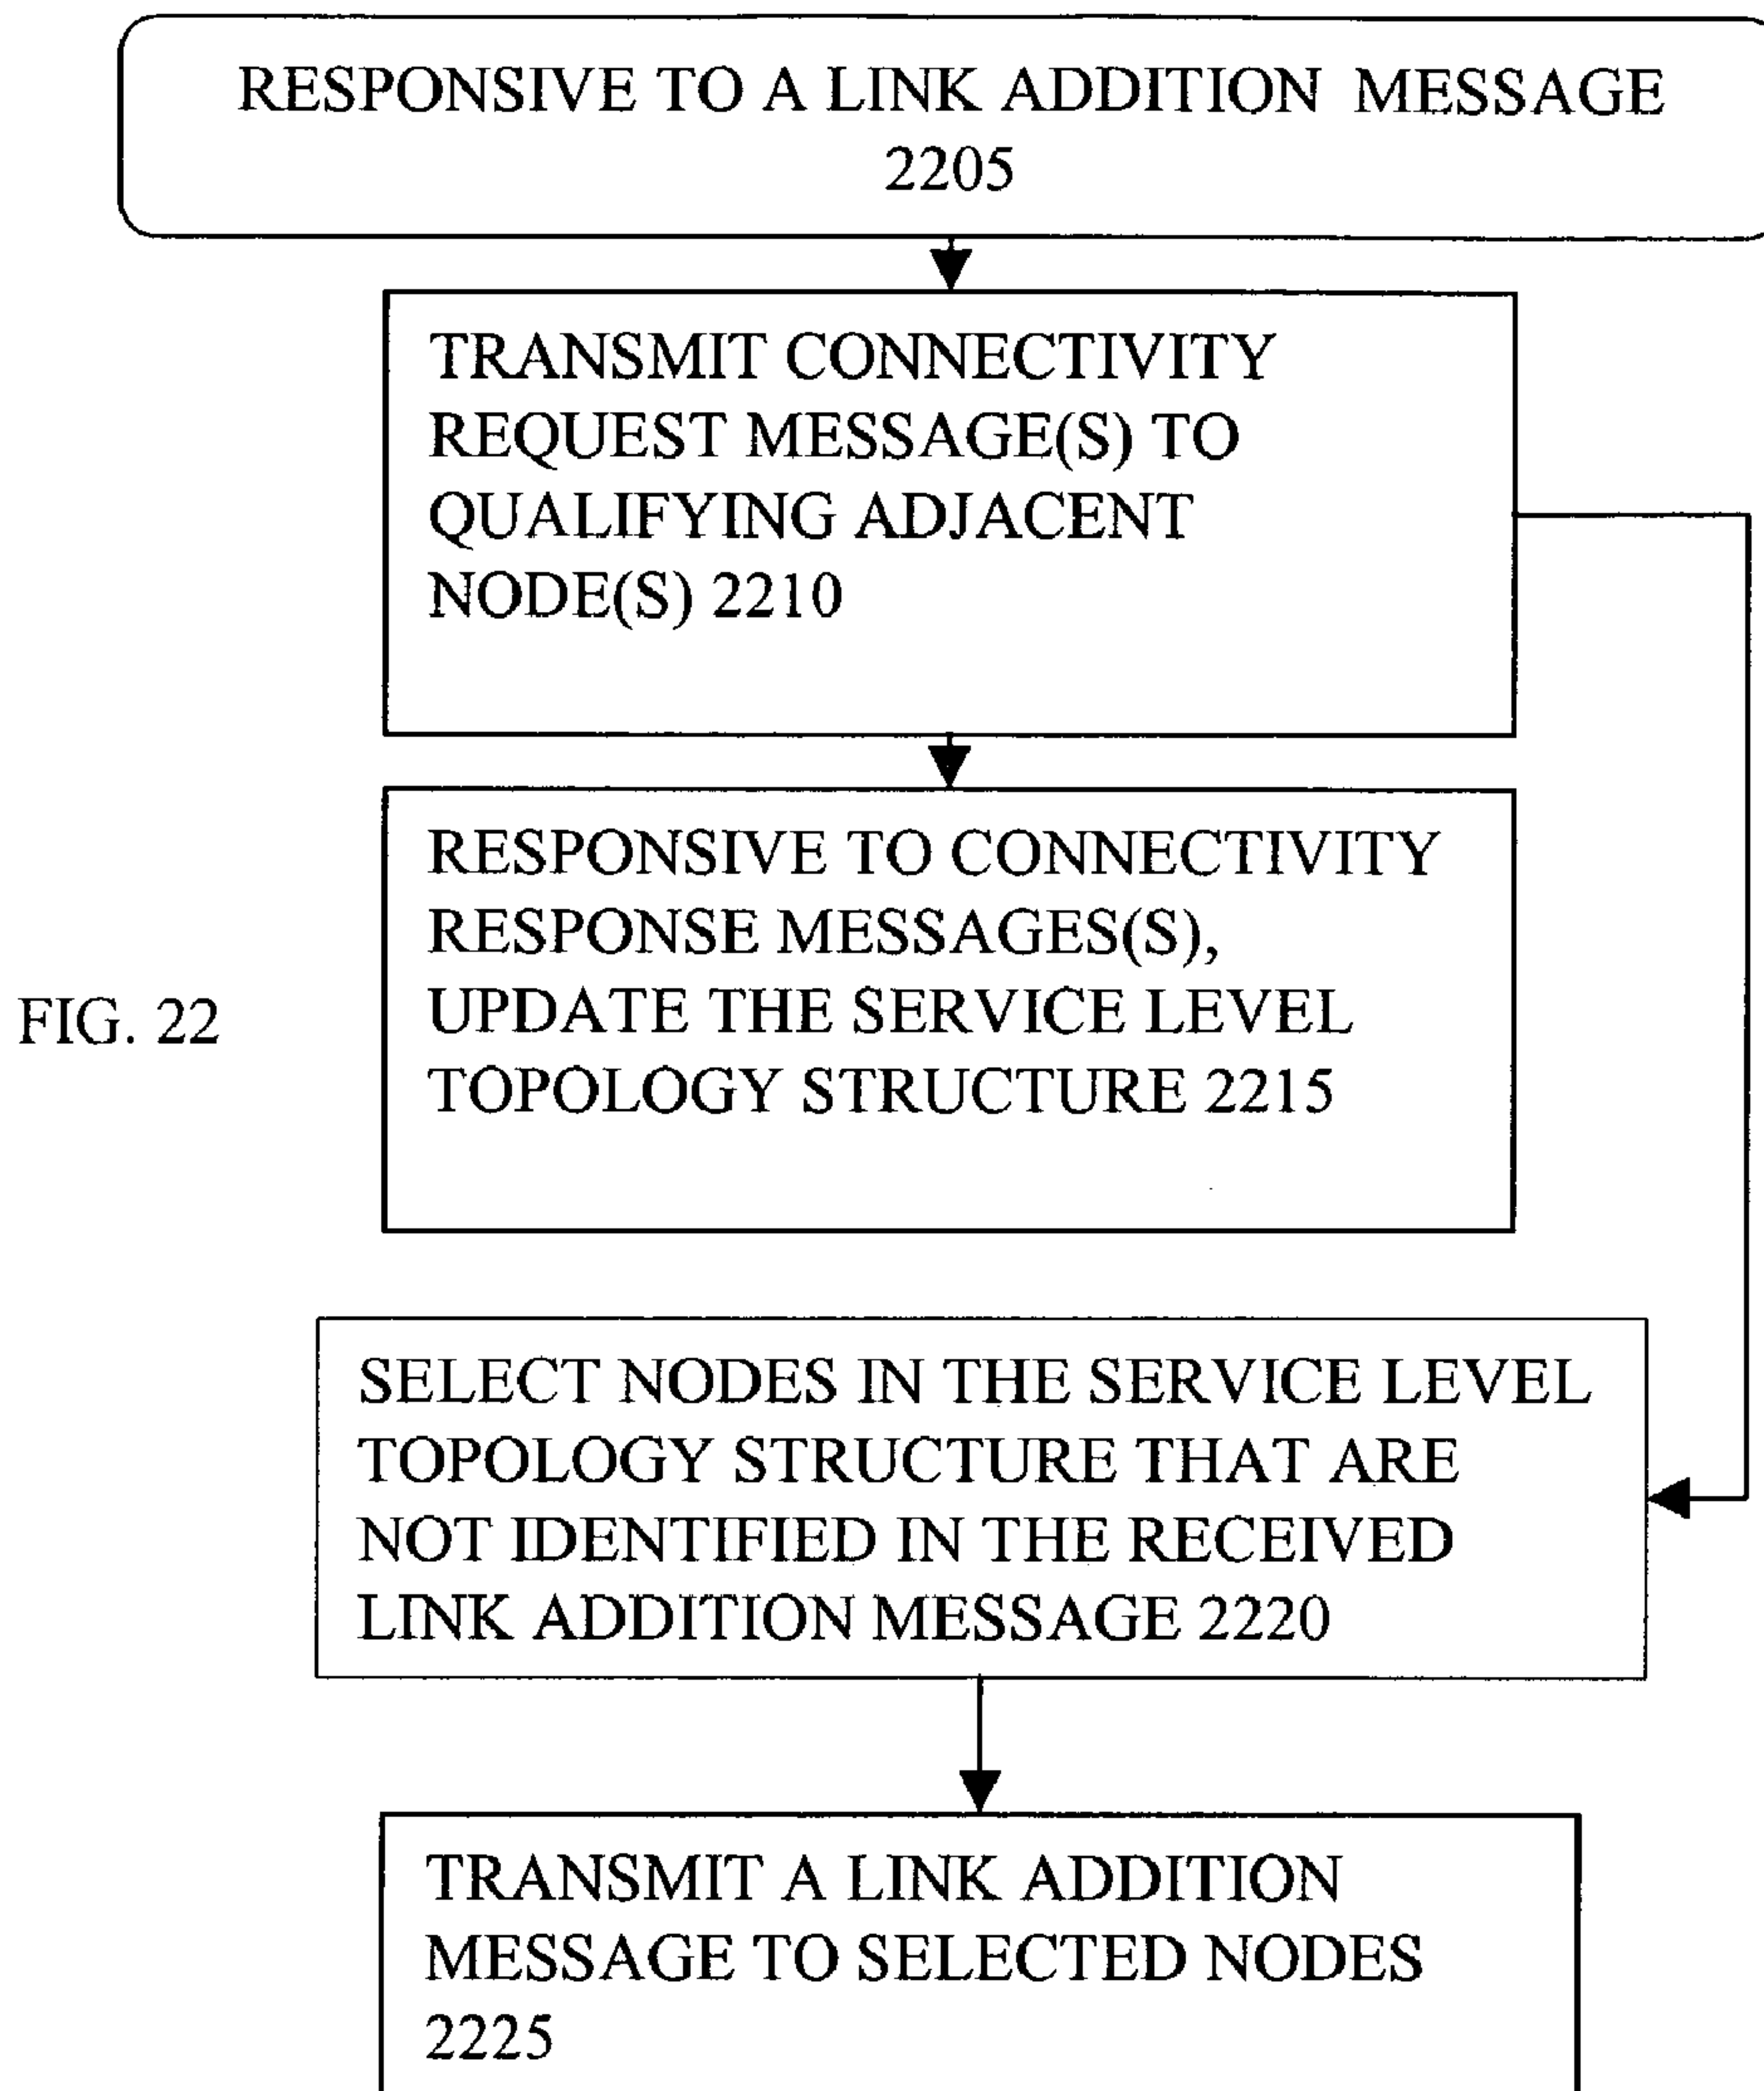 RESPONSIVE TO A LINK ADDITION MESSAGE
2205
TRANSMIT CONNECTIVITY
REQUEST MESSAGE(S) TO
QUALIFYING ADJACENT
NODE(S) 2210
RESPONSIVE TO CONNECTIVITY
RESPONSE MESSAGES(S),
UPDATE THE SERVICE LEVEL
TOPOLOGY STRUCTURE 2215
FIG. 22
SELECT NODES IN THE SERVICE LEVEL
TOPOLOGY STRUCTURE THAT ARE
NOT IDENTIFIED IN THE RECEIVED
LINK ADDITION MESSAGE 2220
TRANSMIT A LINK ADDITION
MESSAGE TO SELECTED NODES
2225